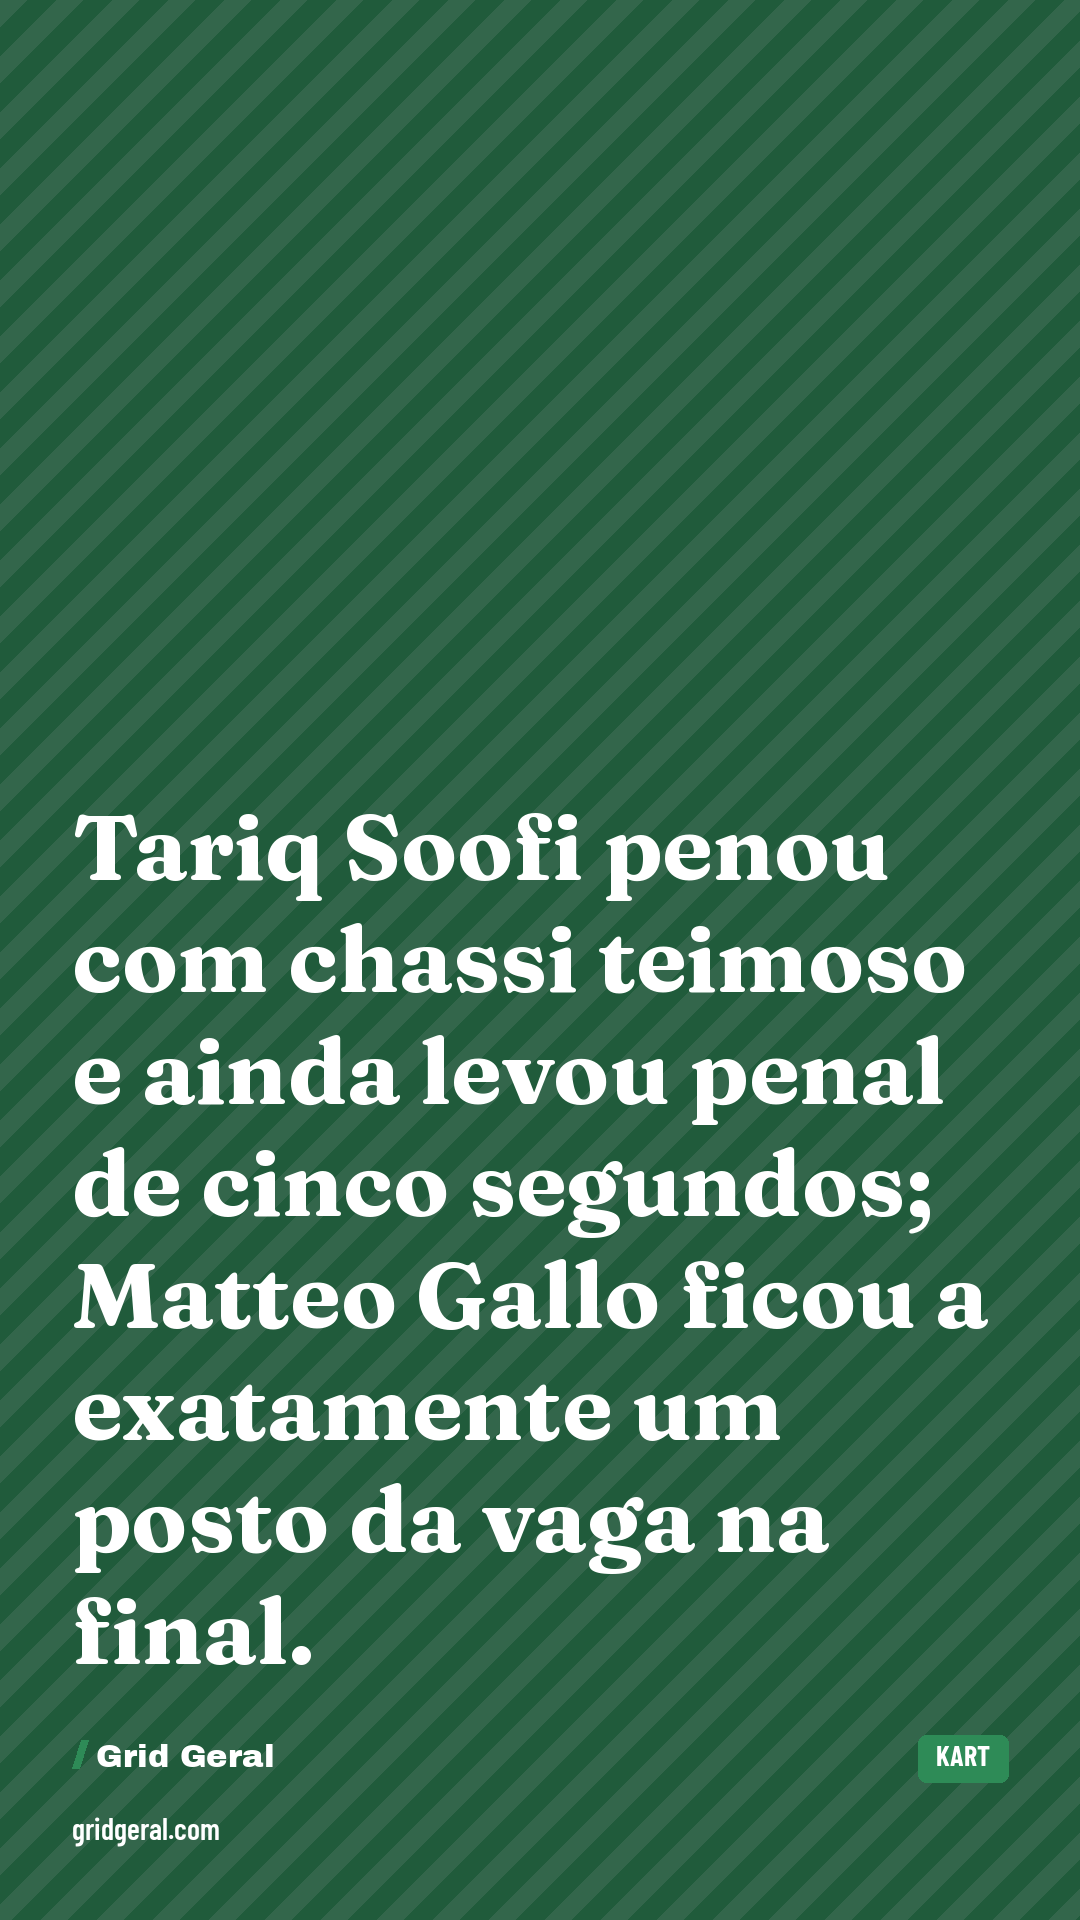 Tariq Soofi penou
com chassi teimoso
e ainda levou penal
de cinco segundos;
Matteo Gallo ficou a
exatamente um
posto da vaga na
final.
/ Grid Geral
KART
gridgeral.com